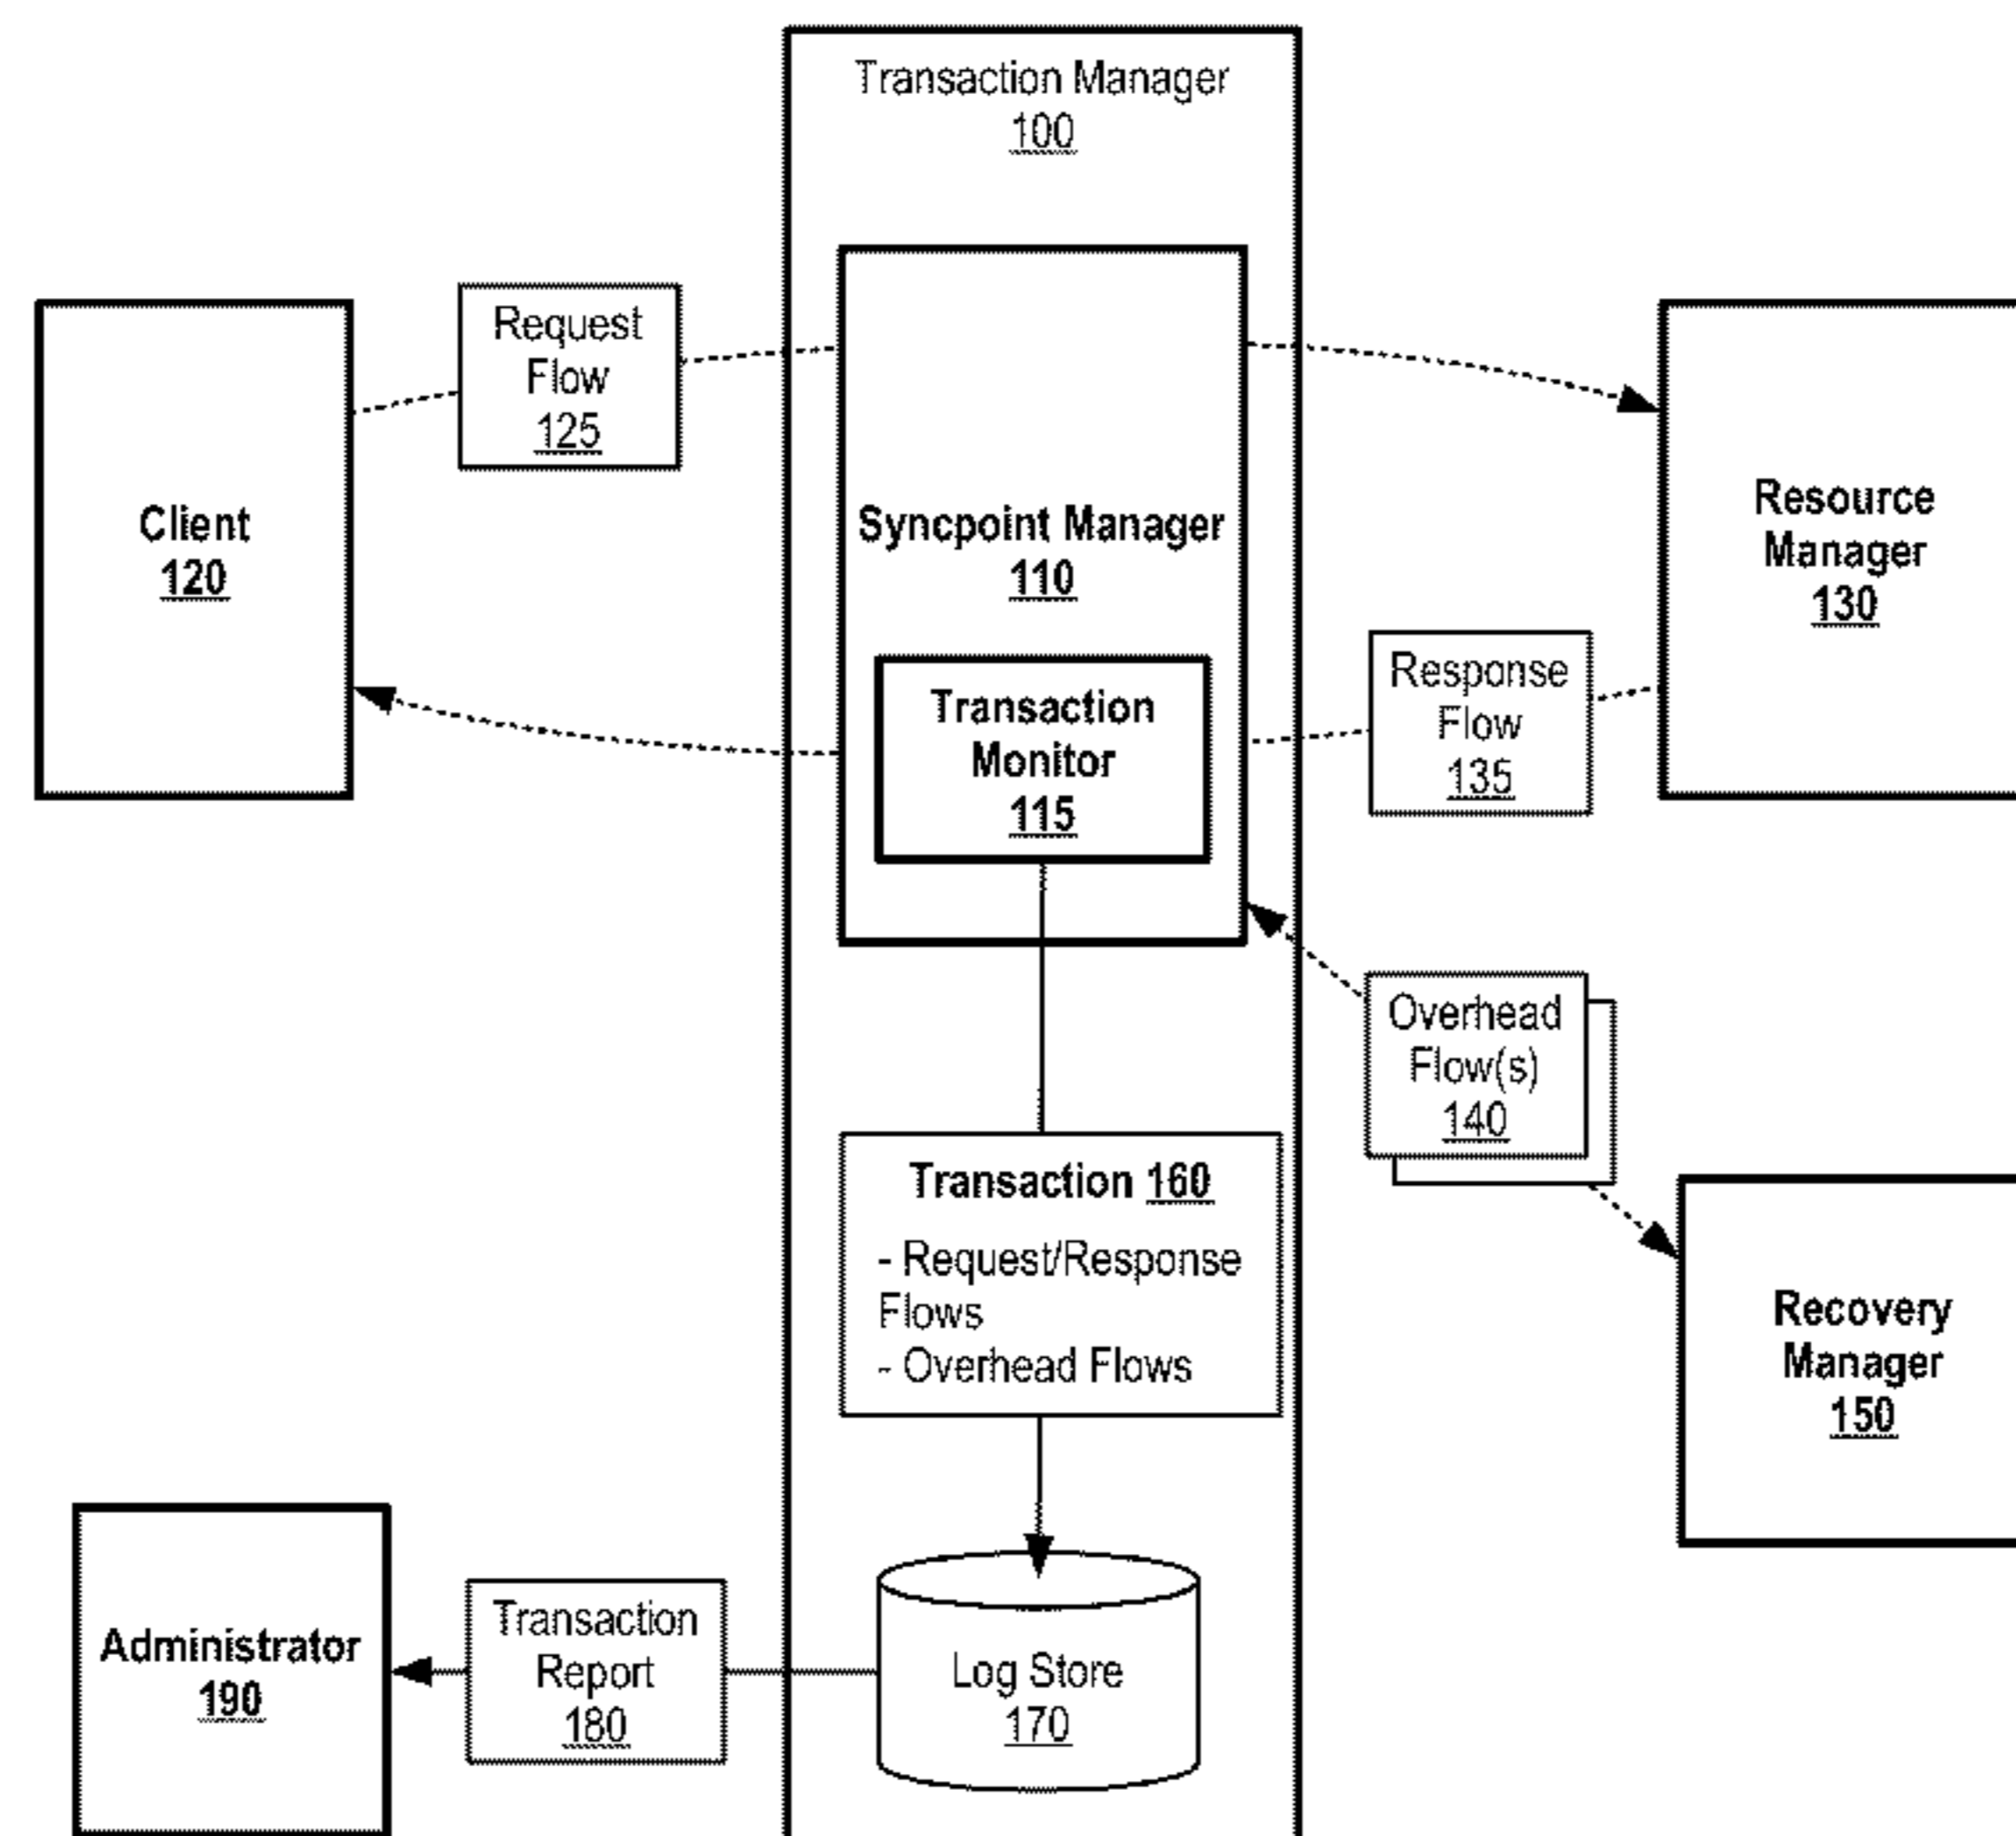 Transaction Manager
100
Request
Flow
125
Client
120
Syncpoint Manager
110
Resource
Manager
130
Transaction
Monitor
115
Response
Flow
135
Overhead
Flow(s)
140
Transaction 160
- Request/Response
Flows
- Overhead Flows
Recovery
Manager
150
Administrator
190
Transaction
Report
180
Log Store
170